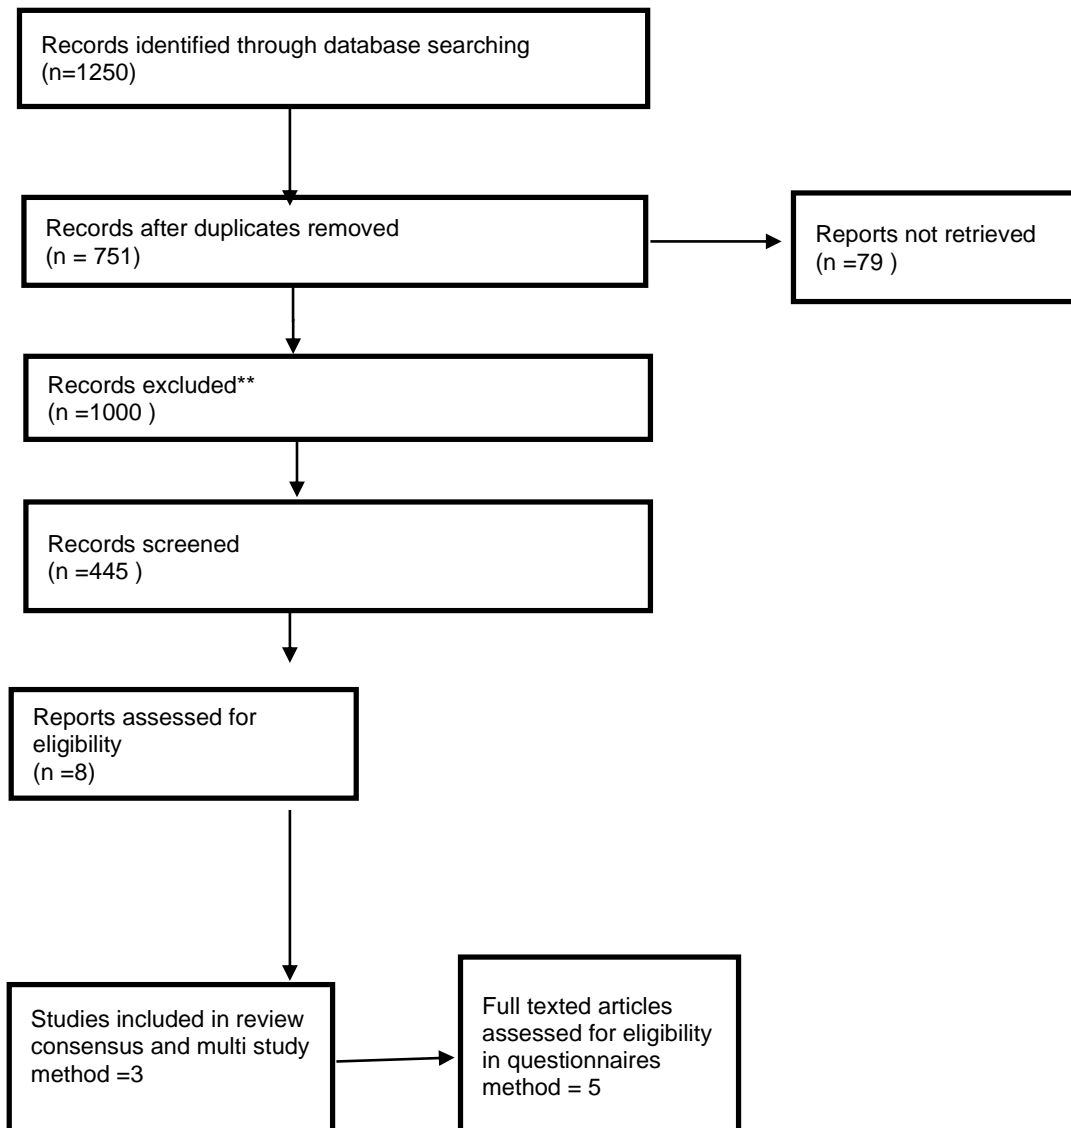 Records identified through database searching
(n=1250)
Records after duplicates removed
(n = 751)
Reports not retrieved
(n =79 )
Records excluded**
(n =1000 )
Records screened
(n =445 )
Reports assessed for
eligibility
(n =8)
Studies included in review
consensus and multi study
method =3
Full texted articles
assessed for eligibility
in questionnaires
method = 5